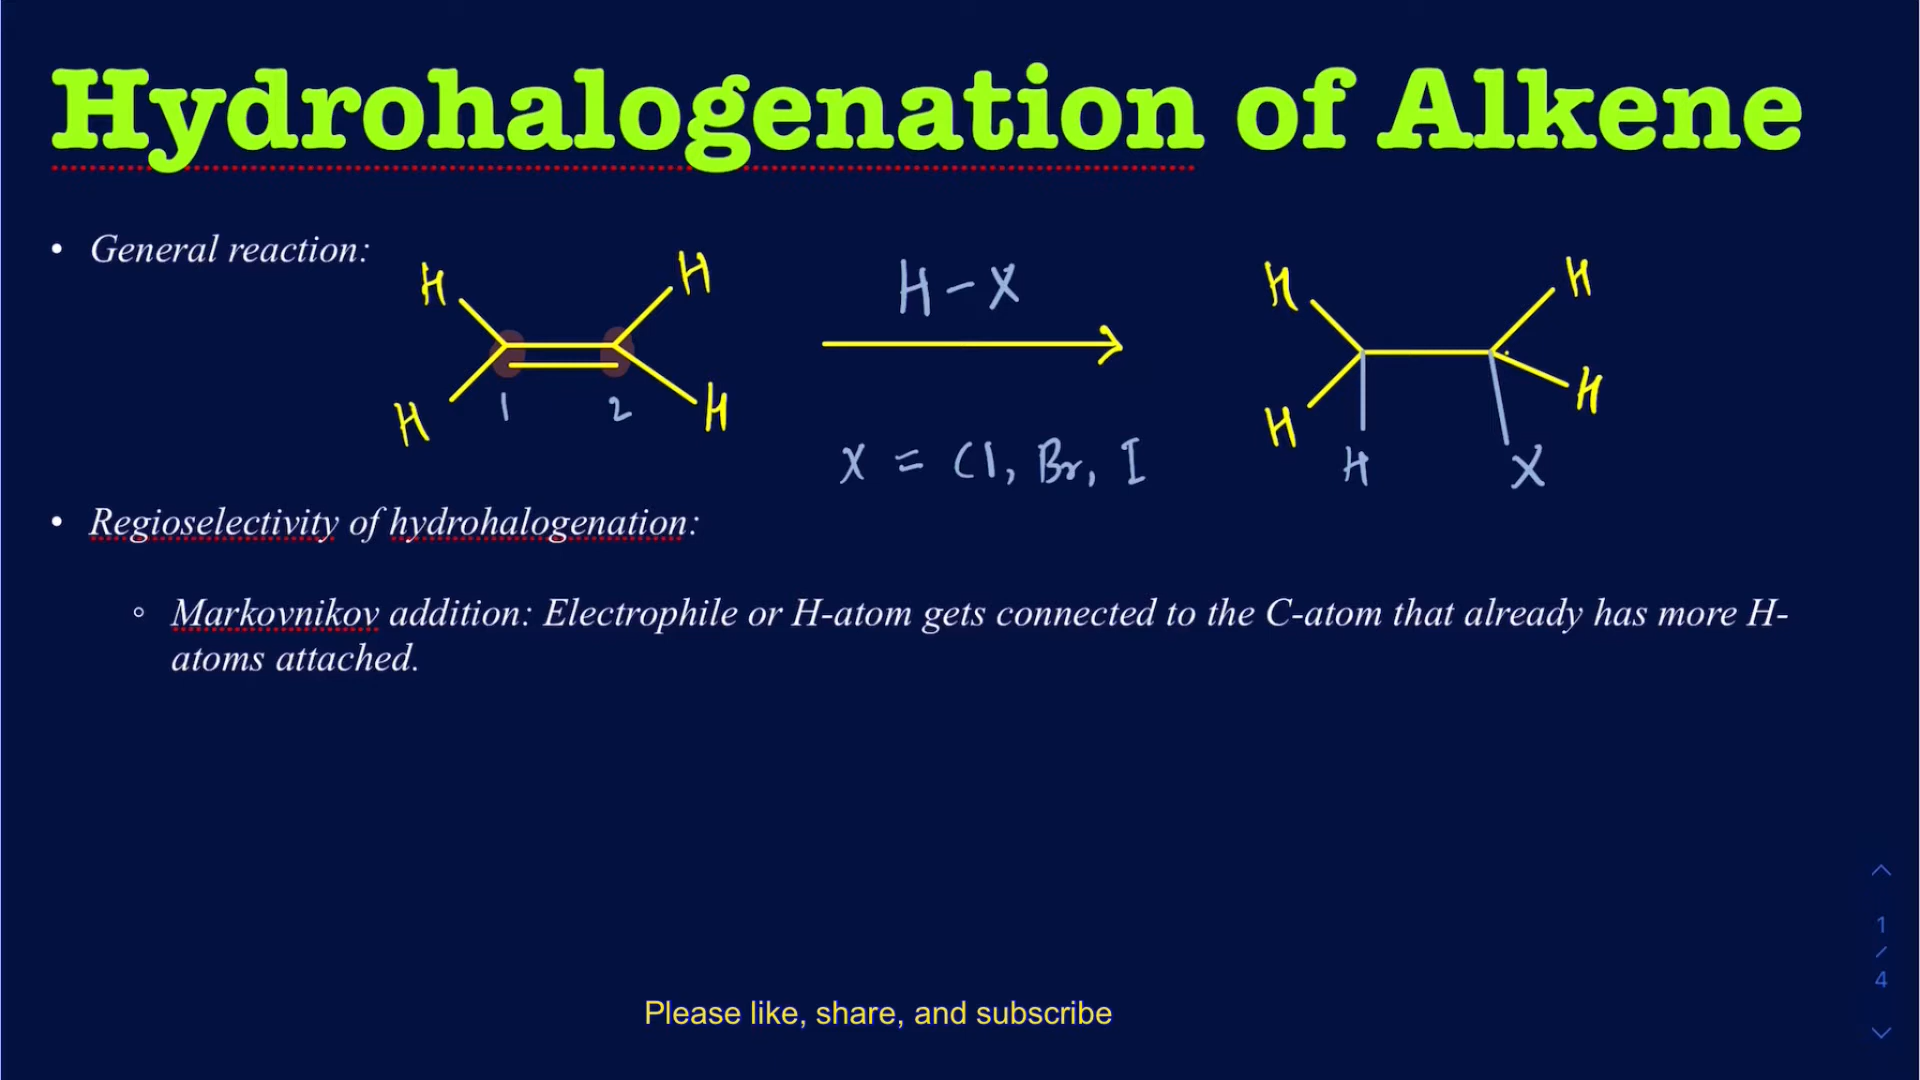 Hydrohalogenation of Alkene
• General reaction:
H H H – X H H
H 1 2 H H H
X = Cl, Br, I H X
• Regioselectivity of hydrohalogenation:
◦ Markovnikov addition: Electrophile or H-atom gets connected to the C-atom that already has more H-
atoms attached.
1
/
4
Please like, share, and subscribe